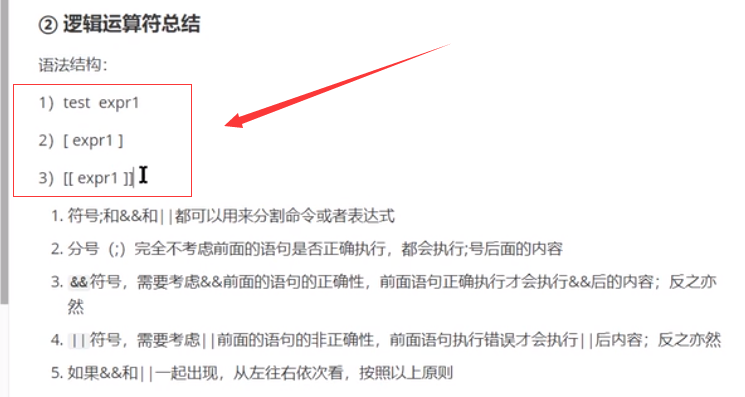 ② 逻辑运算符总结
语法结构：
1）test expr1
2）[ expr1 ]
3）[[ expr1 ]]
1. 符号;和&&和||都可以用来分割命令或者表达式
2. 分号（;）完全不考虑前面的语句是否正确执行，都会执行;号后面的内容
3. &&符号，需要考虑&&前面的语句的正确性，前面语句正确执行才会执行&&后的内容；反之亦
然
4. ||符号，需要考虑||前面的语句的非正确性，前面语句执行错误才会执行||后内容；反之亦然
5. 如果&&和||一起出现，从左往右依次看，按照以上原则